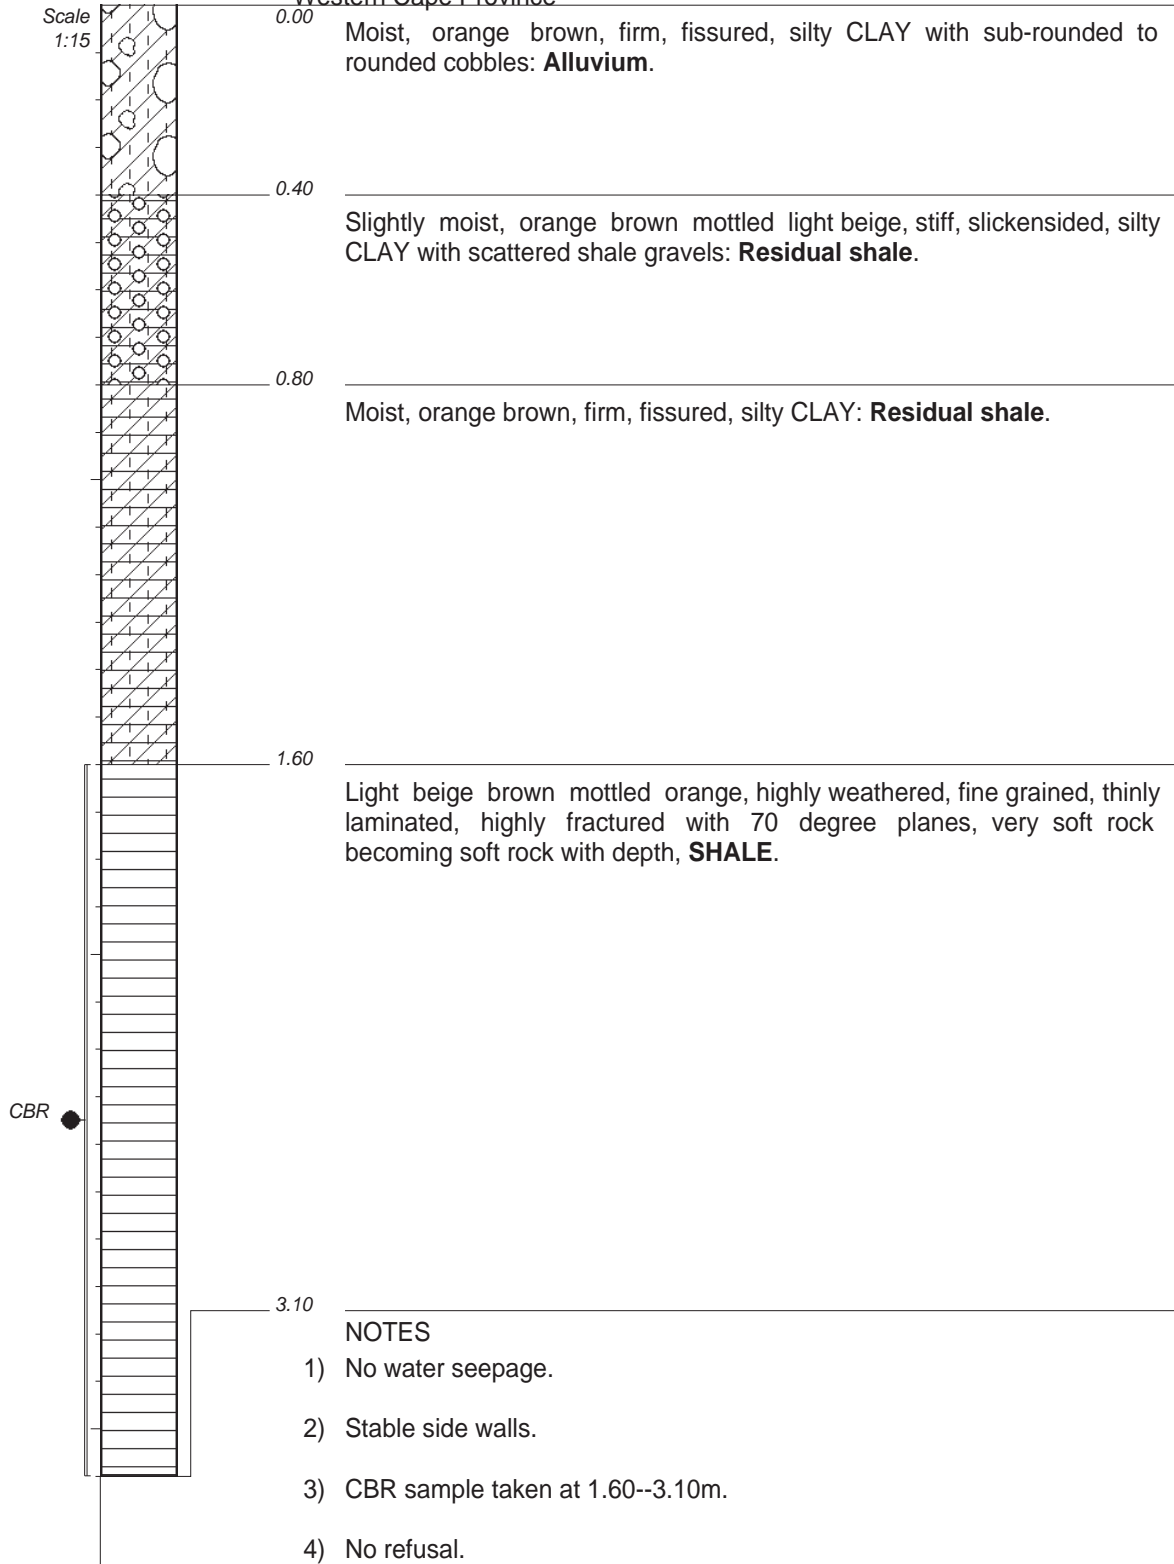 Western Cape Province
Scale
1:15
0.00
Moist, orange brown, firm, fissured, silty CLAY with sub-rounded to
rounded cobbles: Alluvium.
0.40
Slightly moist, orange brown mottled light beige, stiff, slickensided, silty
CLAY with scattered shale gravels: Residual shale.
0.80
Moist, orange brown, firm, fissured, silty CLAY: Residual shale.
1.60
Light beige brown mottled orange, highly weathered, fine grained, thinly
laminated, highly fractured with 70 degree planes, very soft rock
becoming soft rock with depth, SHALE.
CBR
3.10
NOTES
1) No water seepage.
2) Stable side walls.
3) CBR sample taken at 1.60--3.10m.
4) No refusal.